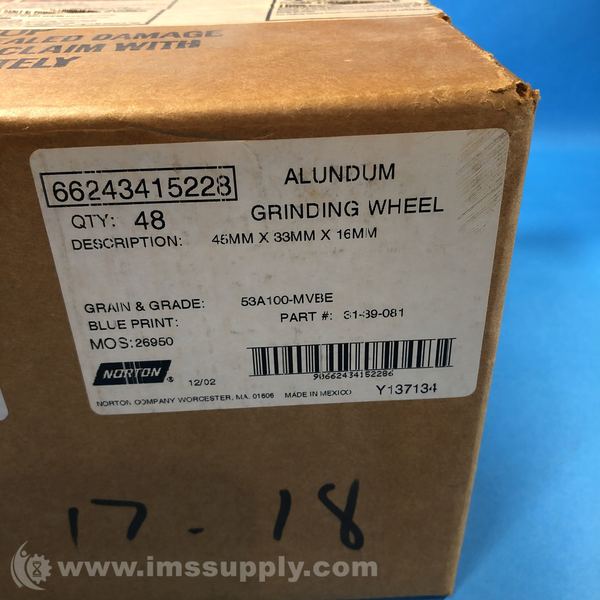 ALED DAMAGE
CLAIM WITH
TELY
66243415228
ALUNDUM
QTY: 48
GRINDING WHEEL
DESCRIPTION: 45MM X 33MM X 16MM
GRAIN & GRADE: 53A100-MVBE
BLUE PRINT:
PART #: 31-39-081
MOS:26950
NORTON ®
12/02
9U662434152286
Y137134
NORTON COMPANY WORCESTER, MA. 01606 MADE IN MEXICO
17 - 18
www.imssupply.com